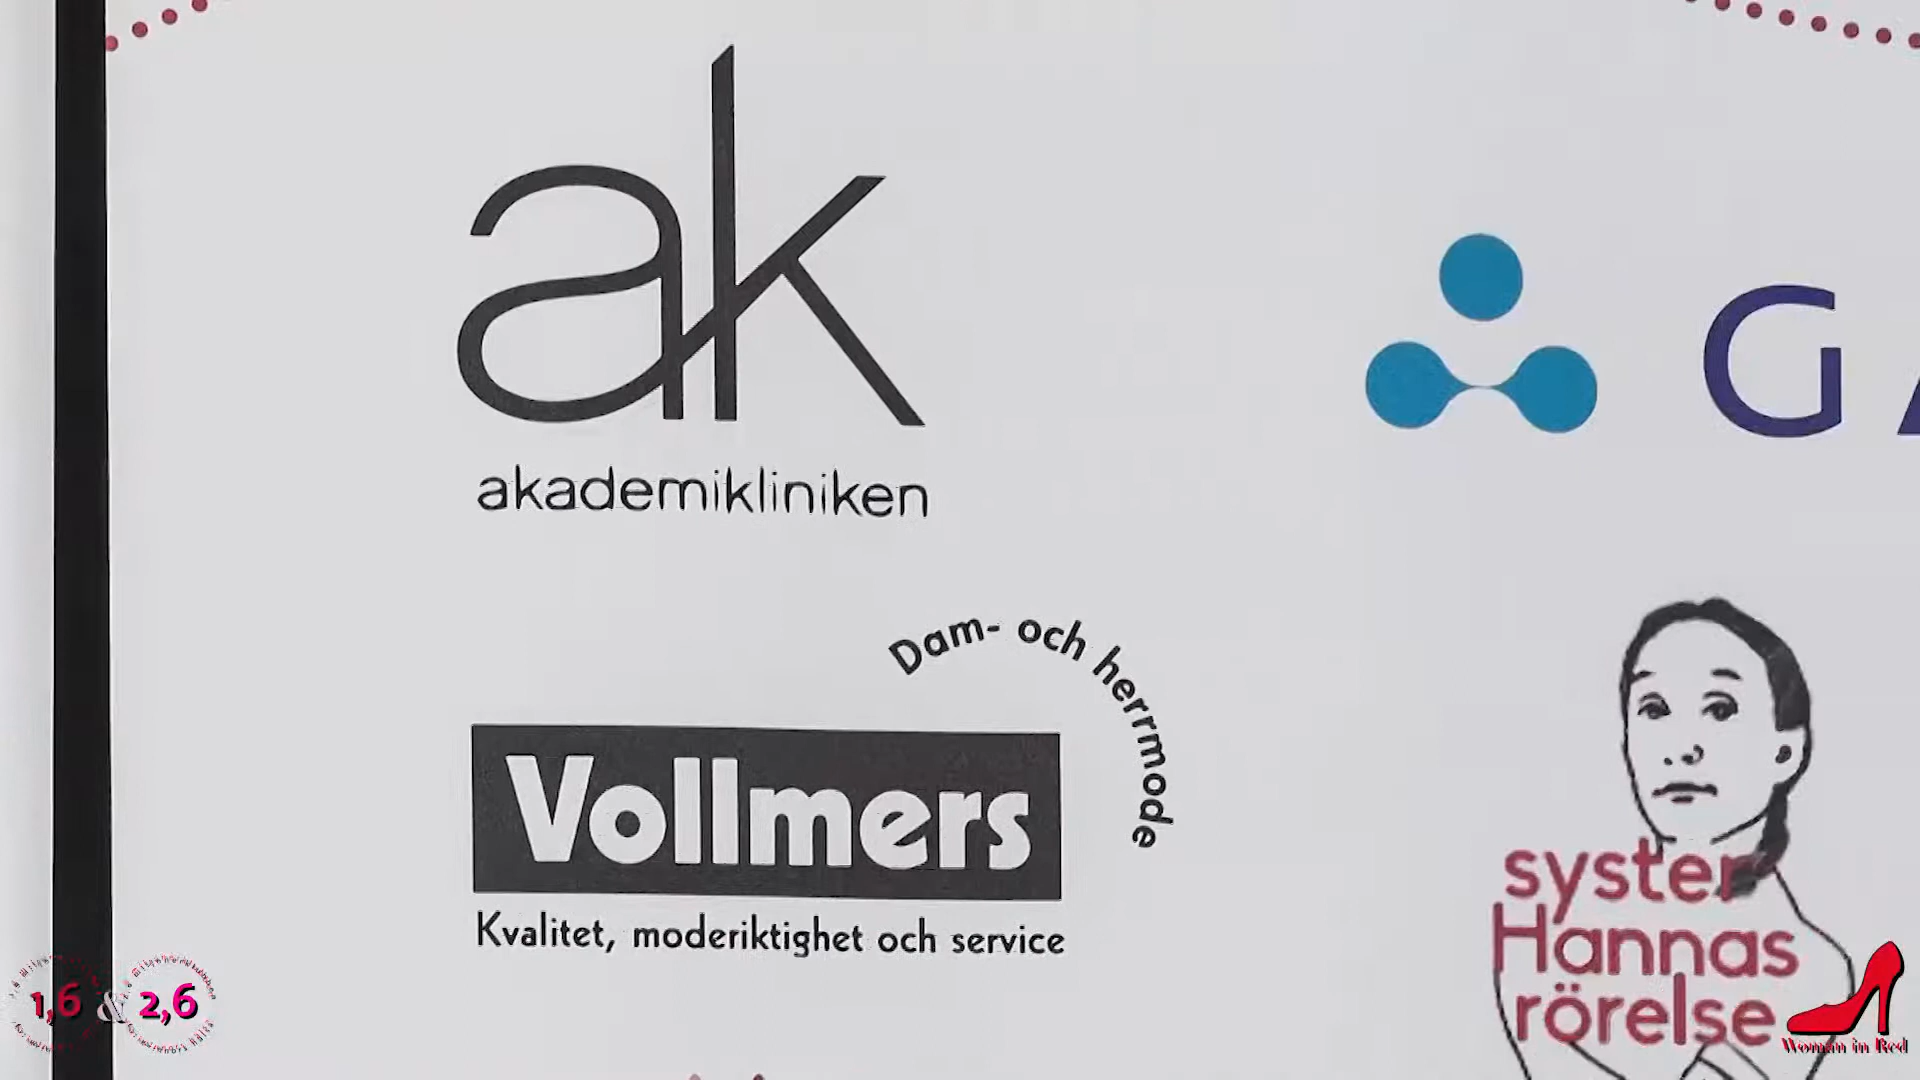 ak
akademikliniken
G
Dam- och herrmode
Vollmers
Kvalitet, moderiktighet och service
syster
Hannas
rörelse
1,6 & 2,6
Woman in Red